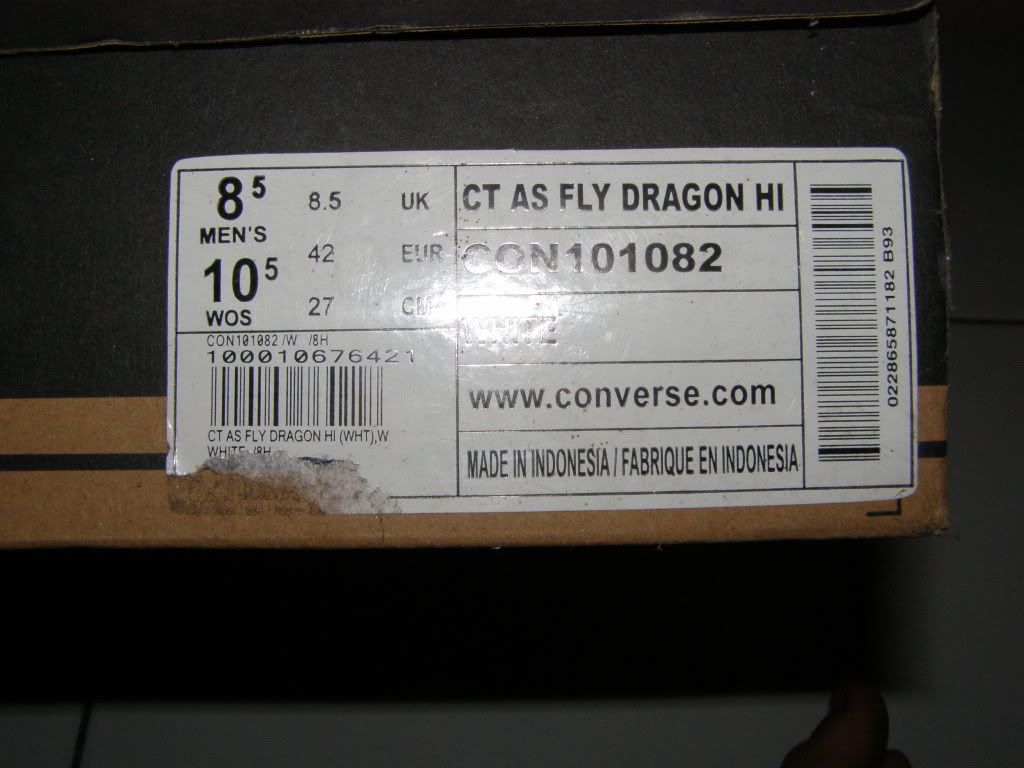 8⁵ 8.5 UK
MEN'S
42 EUR
10⁵
WOS 27 CM
CON101082 /W /8H
100010676421
CT AS FLY DRAGON HI (WHT),W
WHITE /8H
CT AS FLY DRAGON HI
CON101082
WHITE
www.converse.com
MADE IN INDONESIA / FABRIQUE EN INDONESIA
022865871182 B93